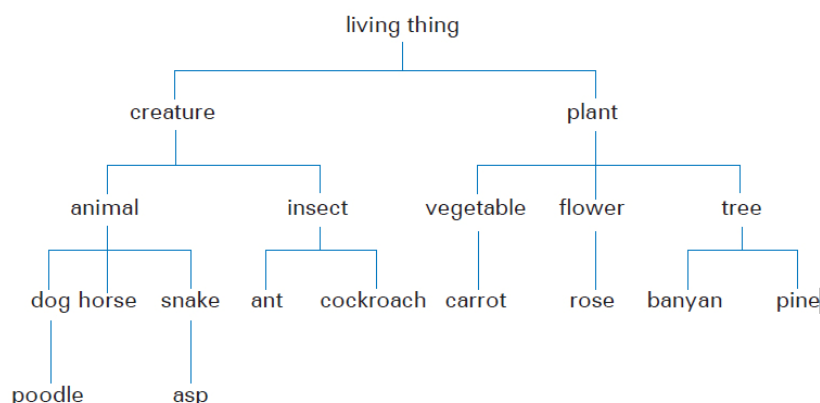 living thing
creature plant
animal insect vegetable flower tree
dog horse snake ant cockroach carrot rose banyan pine
poodle asp